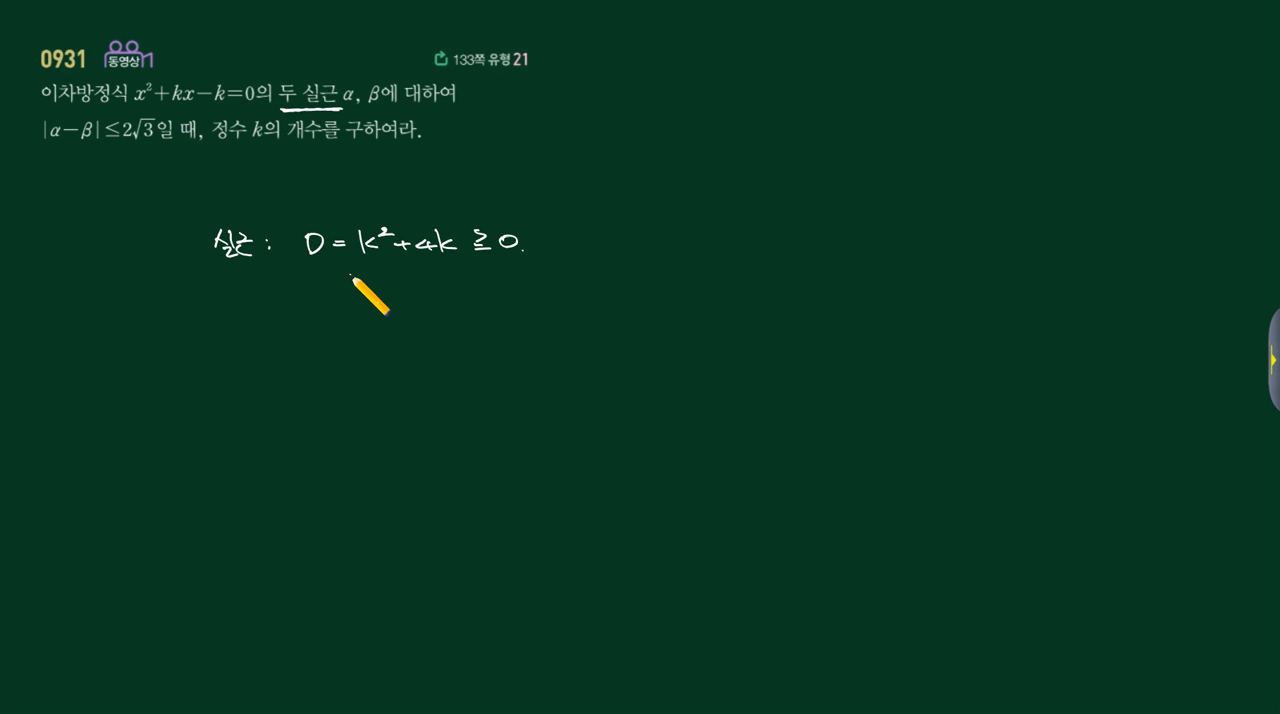 0931 동영상 133쪽 유형 21
이차방정식 x²+kx-k=0의 두 실근 α, β에 대하여
|α-β|≤2√3일 때, 정수 k의 개수를 구하여라.
실근 : D = k²+4k ≧ 0.